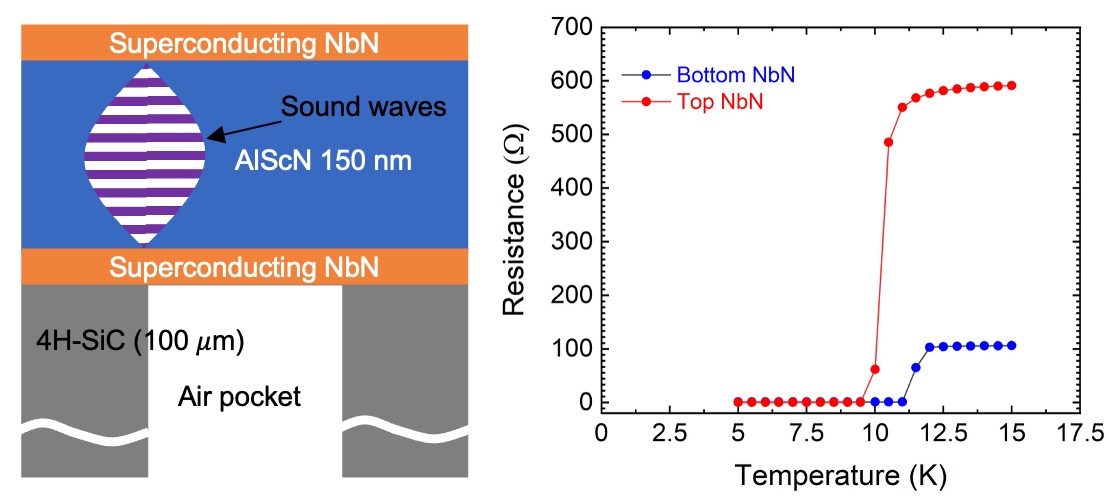 Superconducting NbN
Sound waves
AlScN 150 nm
Superconducting NbN
4H-SiC (100 μm)
Air pocket
Resistance (Ω)
700
600
500
400
300
200
100
0
Bottom NbN
Top NbN
0 2.5 5 7.5 10 12.5 15 17.5
Temperature (K)